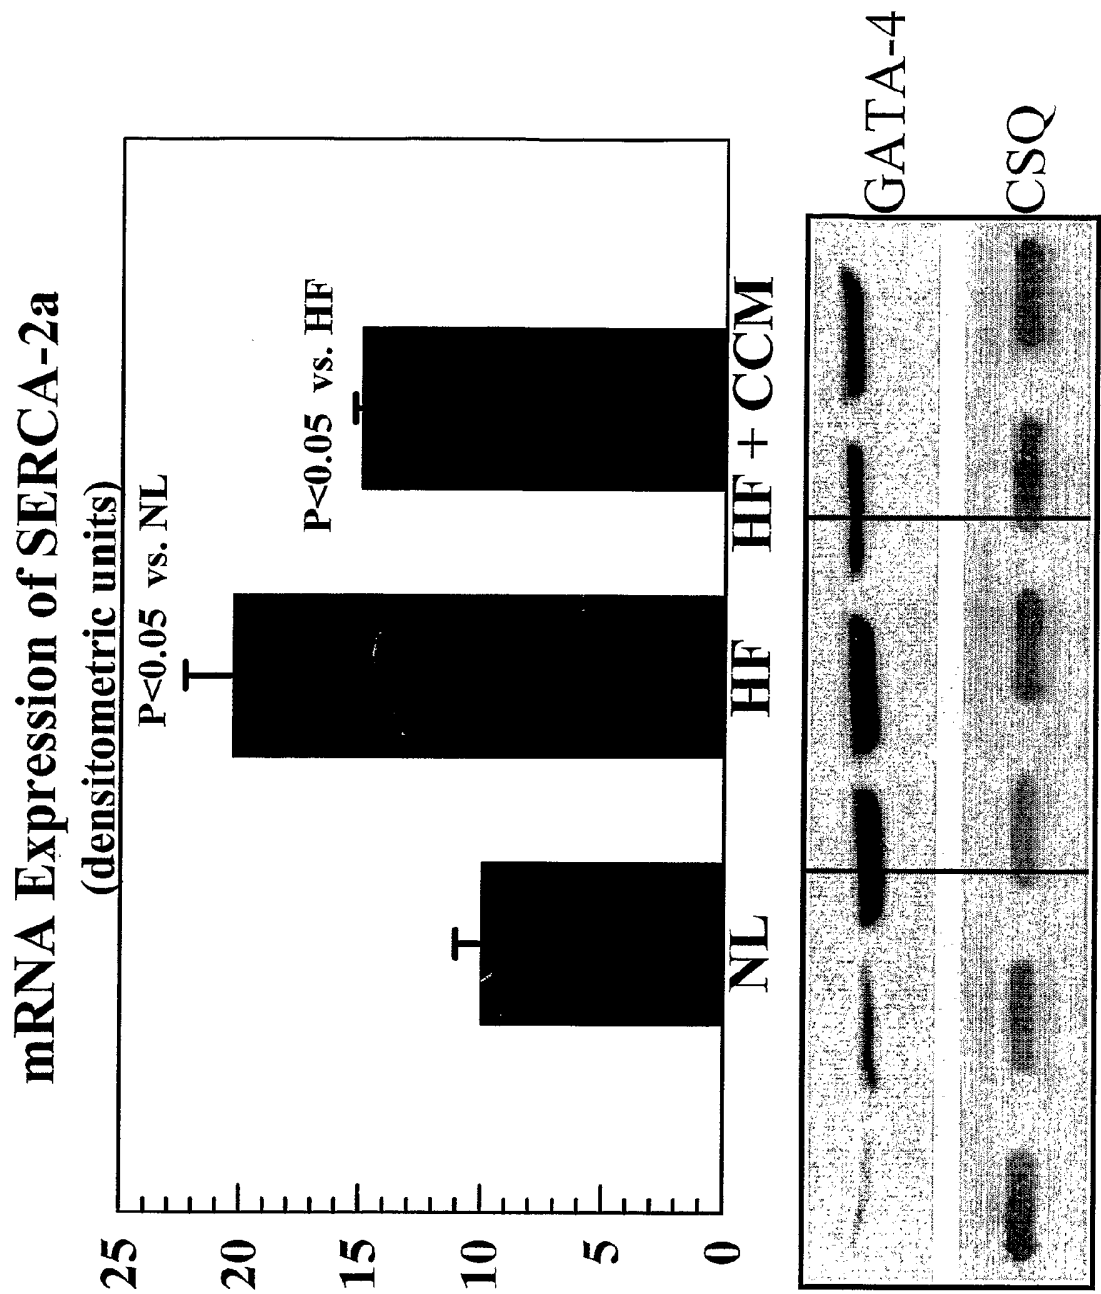 mRNA Expression of SERCA-2a
(densitometric units)
25
20
15
10
5
0
P<0.05 vs. NL
P<0.05 vs. HF
NL
HF
HF + CCM
GATA-4
CSQ